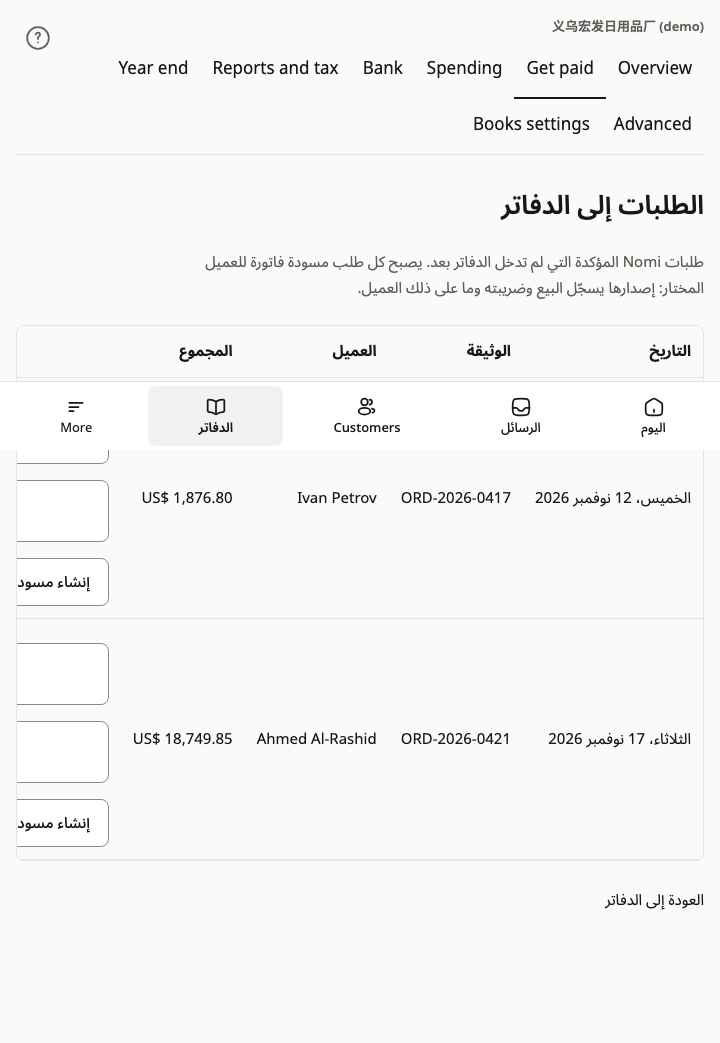 义乌宏发日用品厂 (demo)
Overview
Get paid
Spending
Bank
Reports and tax
Year end
Advanced
Books settings
الطلبات إلى الدفاتر
طلبات Nomi المؤكدة التي لم تدخل الدفاتر بعد. يصبح كل طلب مسودة فاتورة للعميل
المختار: إصدارها يسجّل البيع وضريبته وما على ذلك العميل.
التاريخ الوثيقة العميل المجموع
اليوم
الرسائل
Customers
الدفاتر
More
الخميس، 12 نوفمبر 2026 ORD-2026-0417 Ivan Petrov US$ 1,876.80
إنشاء مسود
الثلاثاء، 17 نوفمبر 2026 ORD-2026-0421 Ahmed Al-Rashid US$ 18,749.85
إنشاء مسود
العودة إلى الدفاتر